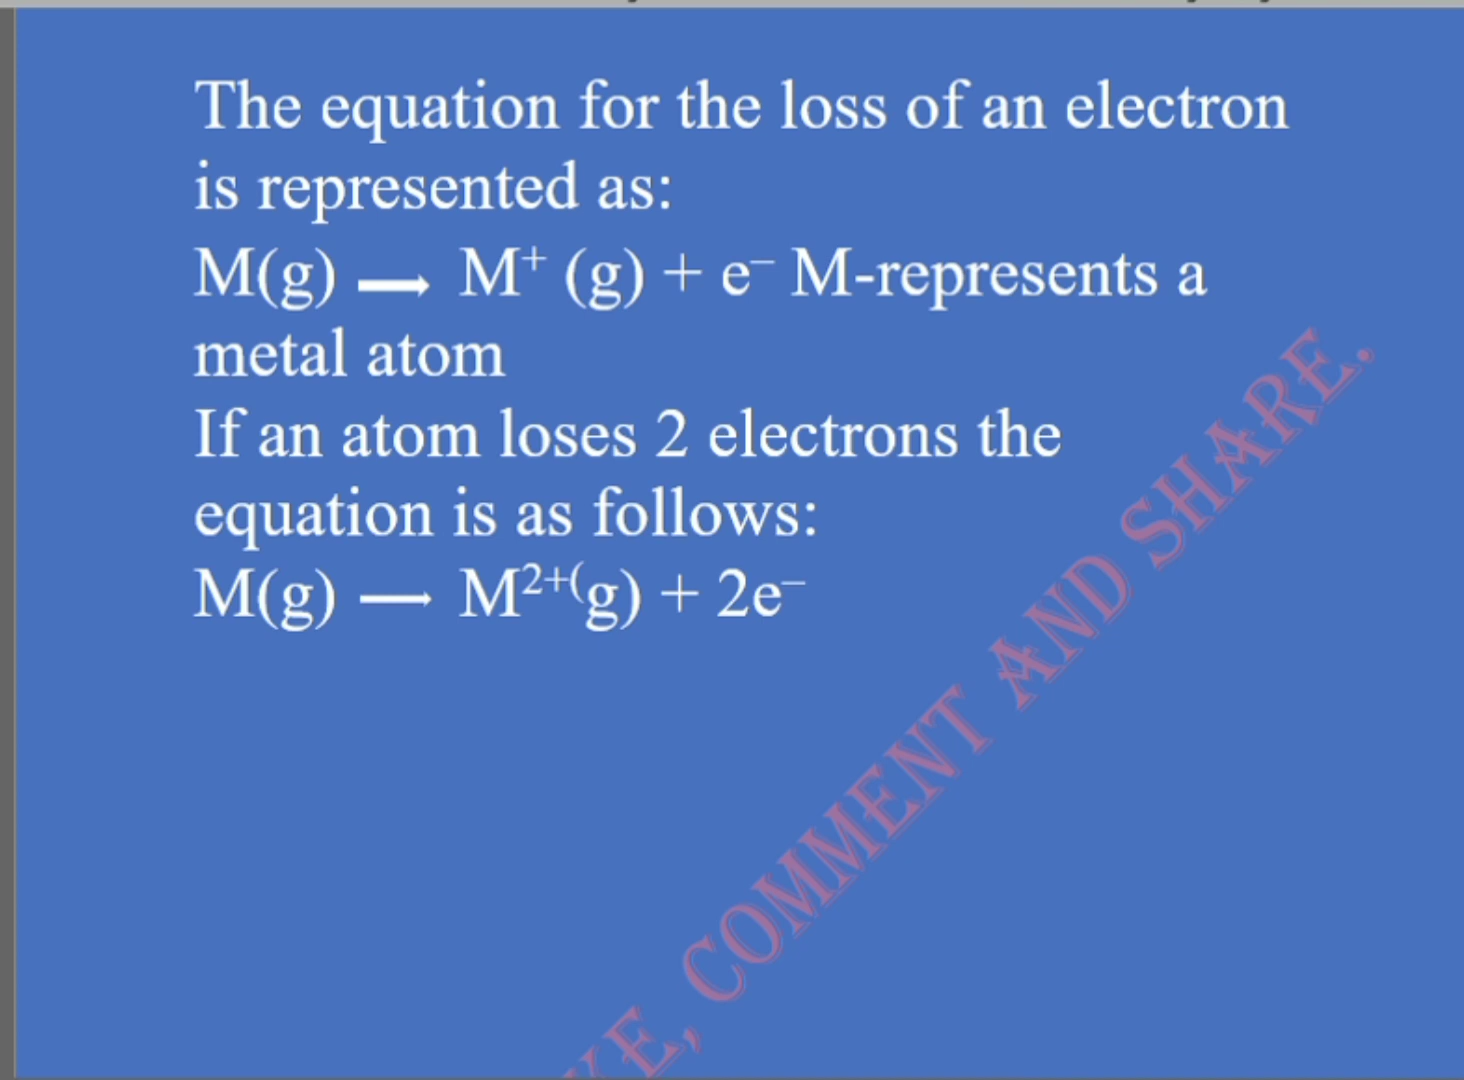 The equation for the loss of an electron
is represented as:
M(g) → M⁺ (g) + e⁻ M-represents a
metal atom
If an atom loses 2 electrons the
equation is as follows:
M(g) — M²⁺⁽g) + 2e⁻
KE, COMMENT AND SHARE.